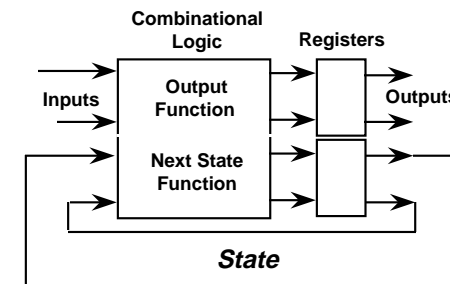 Combinational
Logic
Registers
Inputs
Output
Function
Outputs
Next State
Function
State